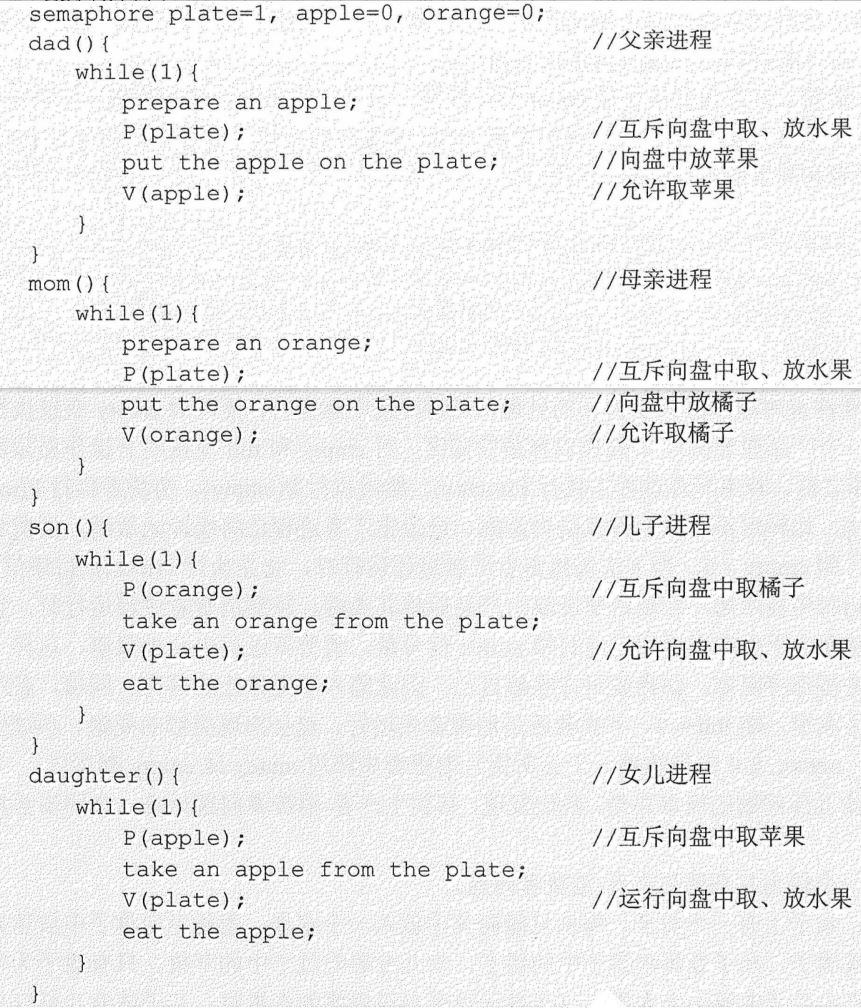 semaphore plate=1, apple=0, orange=0;
dad(){ //父亲进程
while(1){
prepare an apple;
P(plate); //互斥向盘中取、放水果
put the apple on the plate; //向盘中放苹果
V(apple); //允许取苹果
}
}
mom(){ //母亲进程
while(1){
prepare an orange;
P(plate); //互斥向盘中取、放水果
put the orange on the plate; //向盘中放橘子
V(orange); //允许取橘子
}
}
son(){ //儿子进程
while(1){
P(orange); //互斥向盘中取橘子
take an orange from the plate;
V(plate); //允许向盘中取、放水果
eat the orange;
}
}
daughter(){ //女儿进程
while(1){
P(apple); //互斥向盘中取苹果
take an apple from the plate;
V(plate); //运行向盘中取、放水果
eat the apple;
}
}